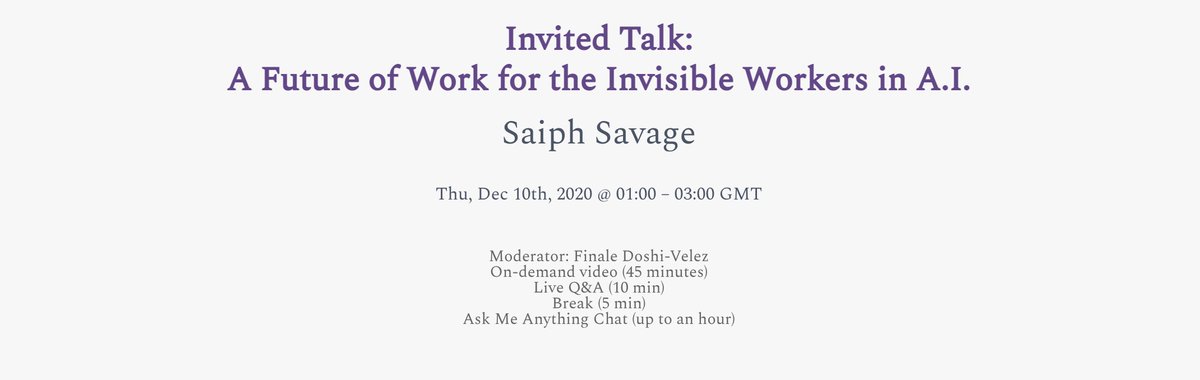 Invited Talk:
A Future of Work for the Invisible Workers in A.I.
Saiph Savage
Thu, Dec 10th, 2020 @ 01:00 – 03:00 GMT
Moderator: Finale Doshi-Velez
On-demand video (45 minutes)
Live Q&A (10 min)
Break (5 min)
Ask Me Anything Chat (up to an hour)